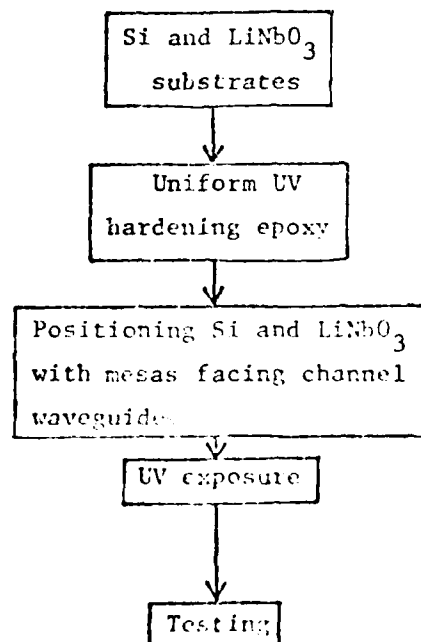 Si and LiNbO3
substrates
Uniform UV
hardening epoxy
Positioning Si and LiNbO3
with mesas facing channel
waveguides
UV exposure
Testing